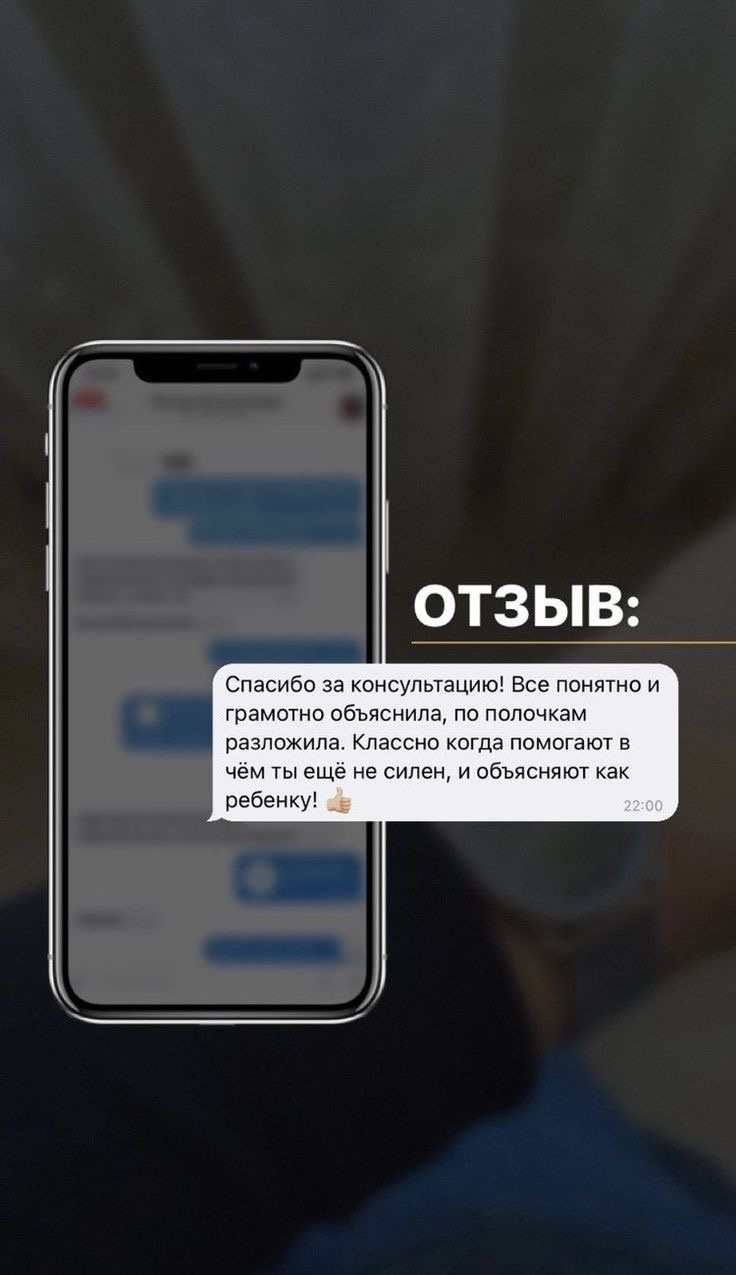 ОТЗЫВ:
Спасибо за консультацию! Все понятно и
грамотно объяснила, по полочкам
разложила. Классно когда помогают в
чём ты ещё не силен, и объясняют как
ребенку! 👍🏼
22:00